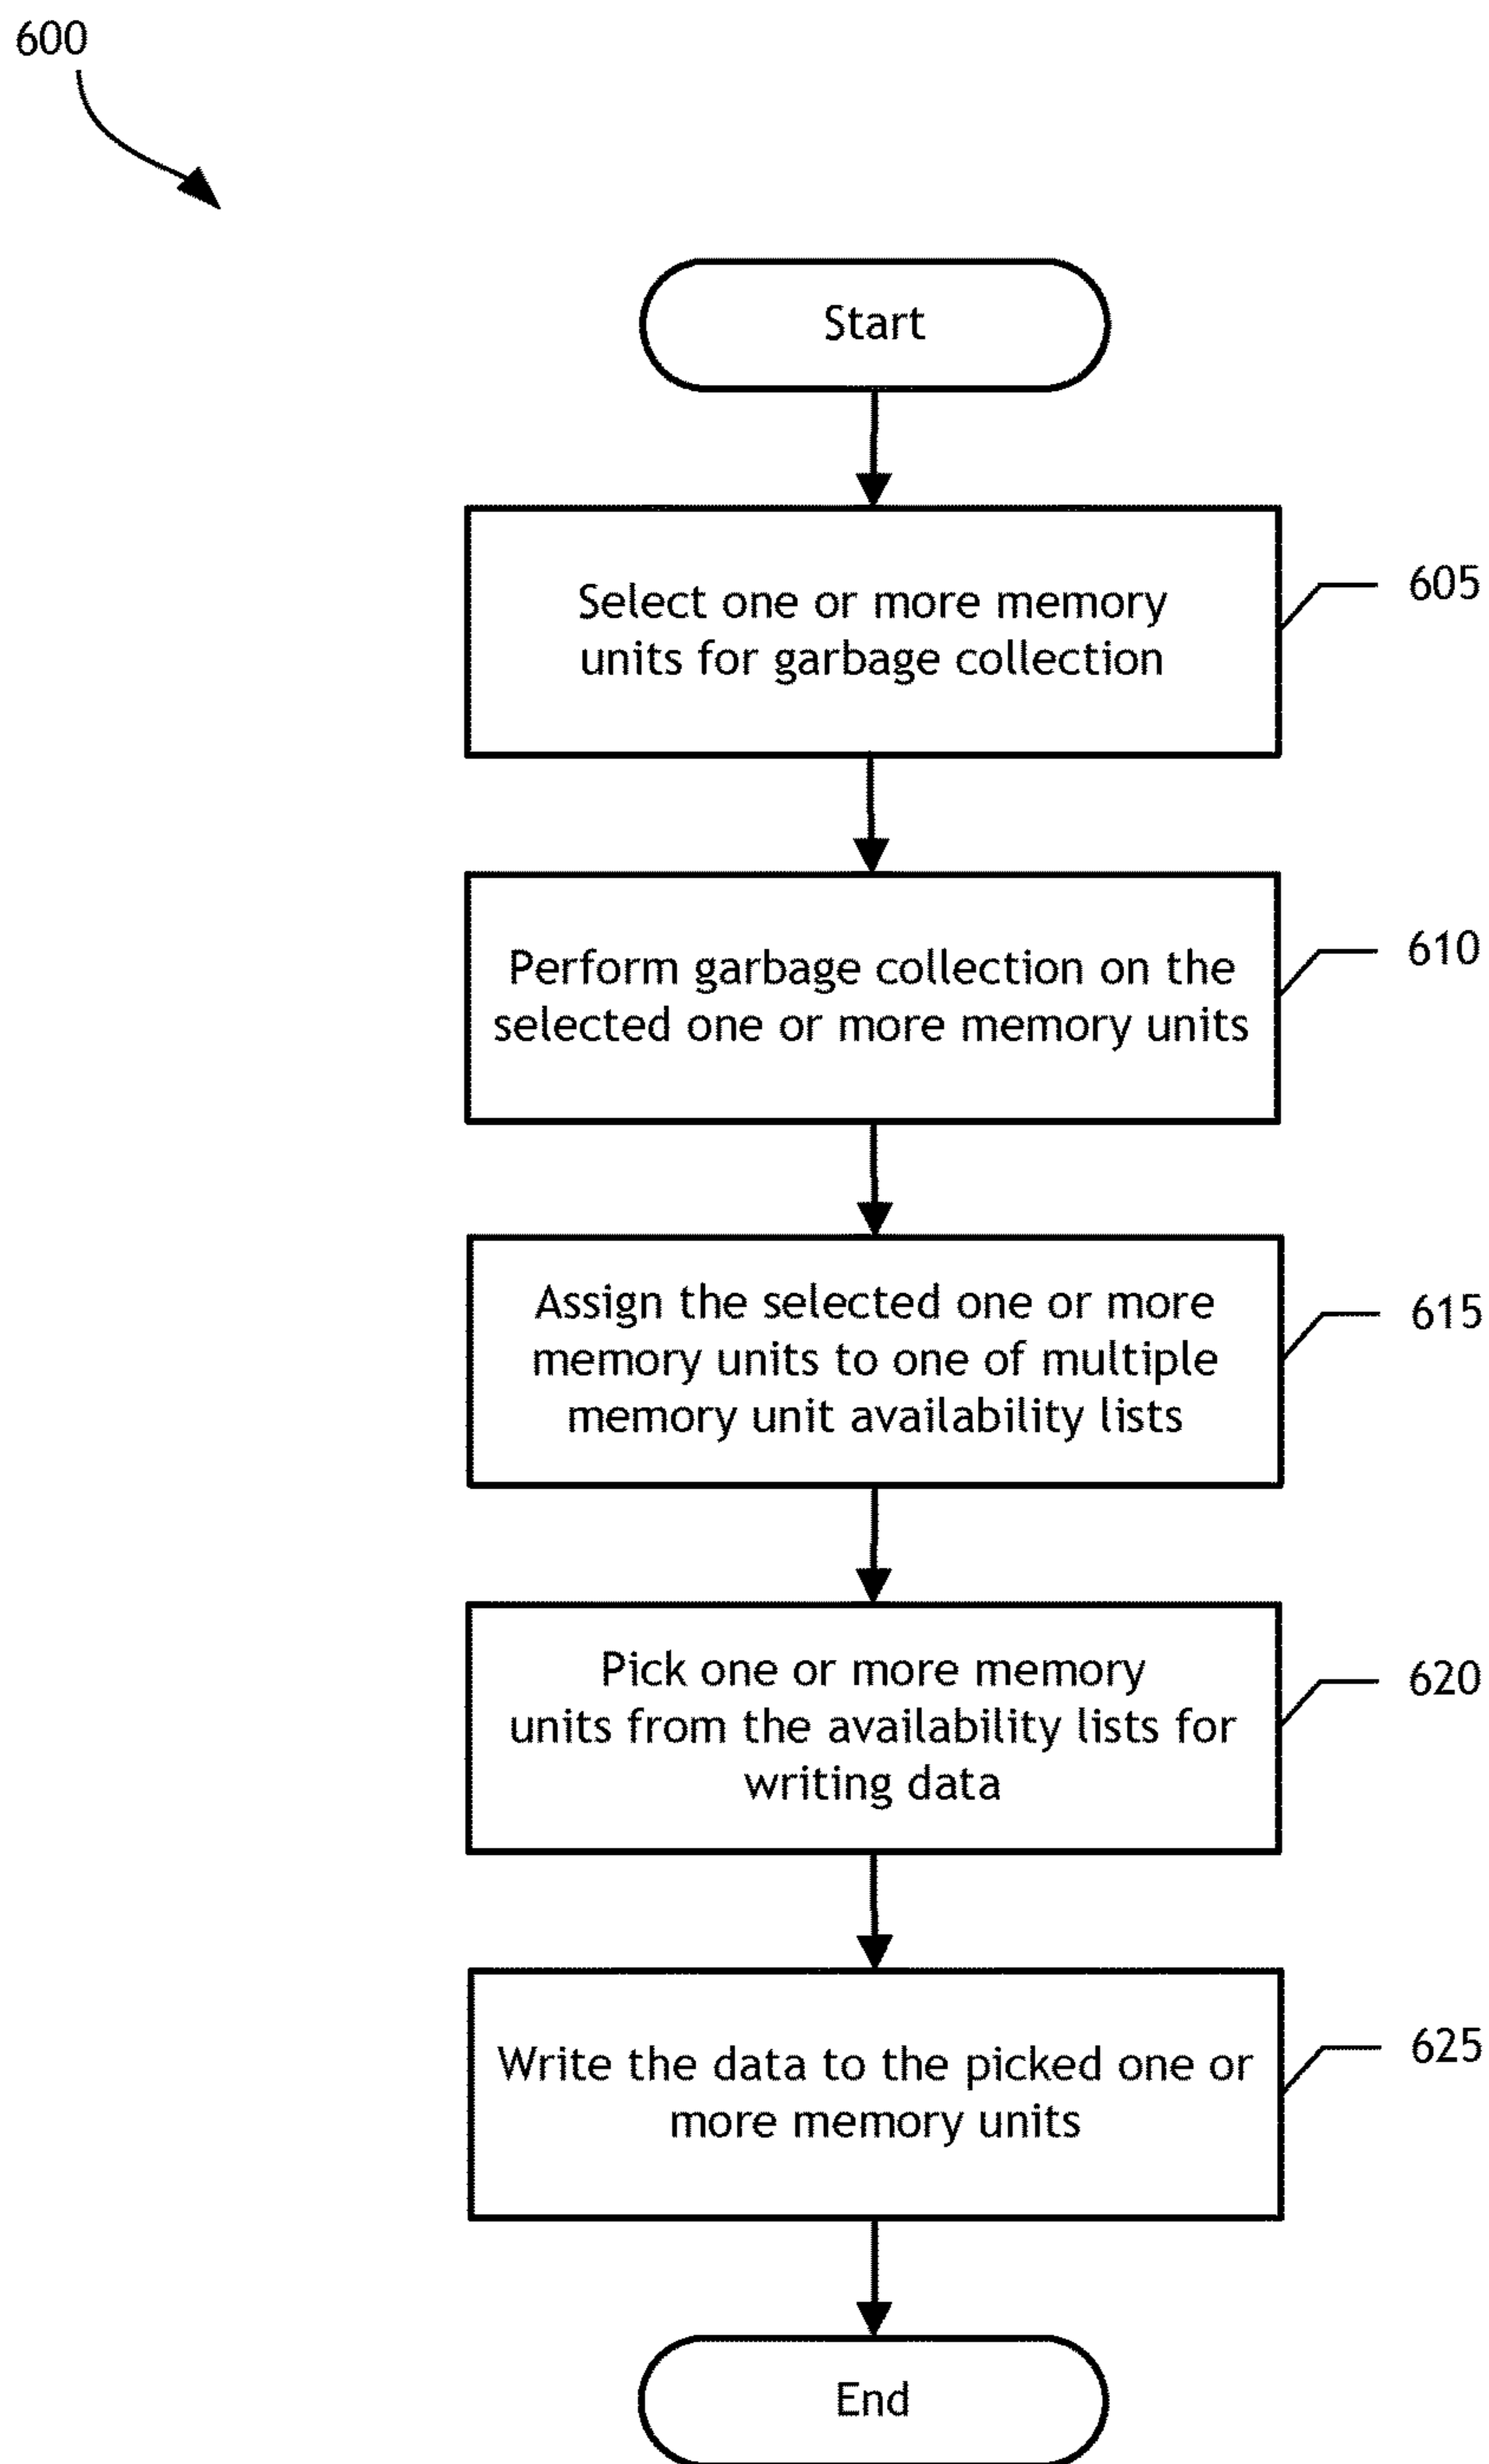 600
Start
Select one or more memory
units for garbage collection
605
Perform garbage collection on the
selected one or more memory units
610
Assign the selected one or more
memory units to one of multiple
memory unit availability lists
615
Pick one or more memory
units from the availability lists for
writing data
620
Write the data to the picked one or
more memory units
625
End